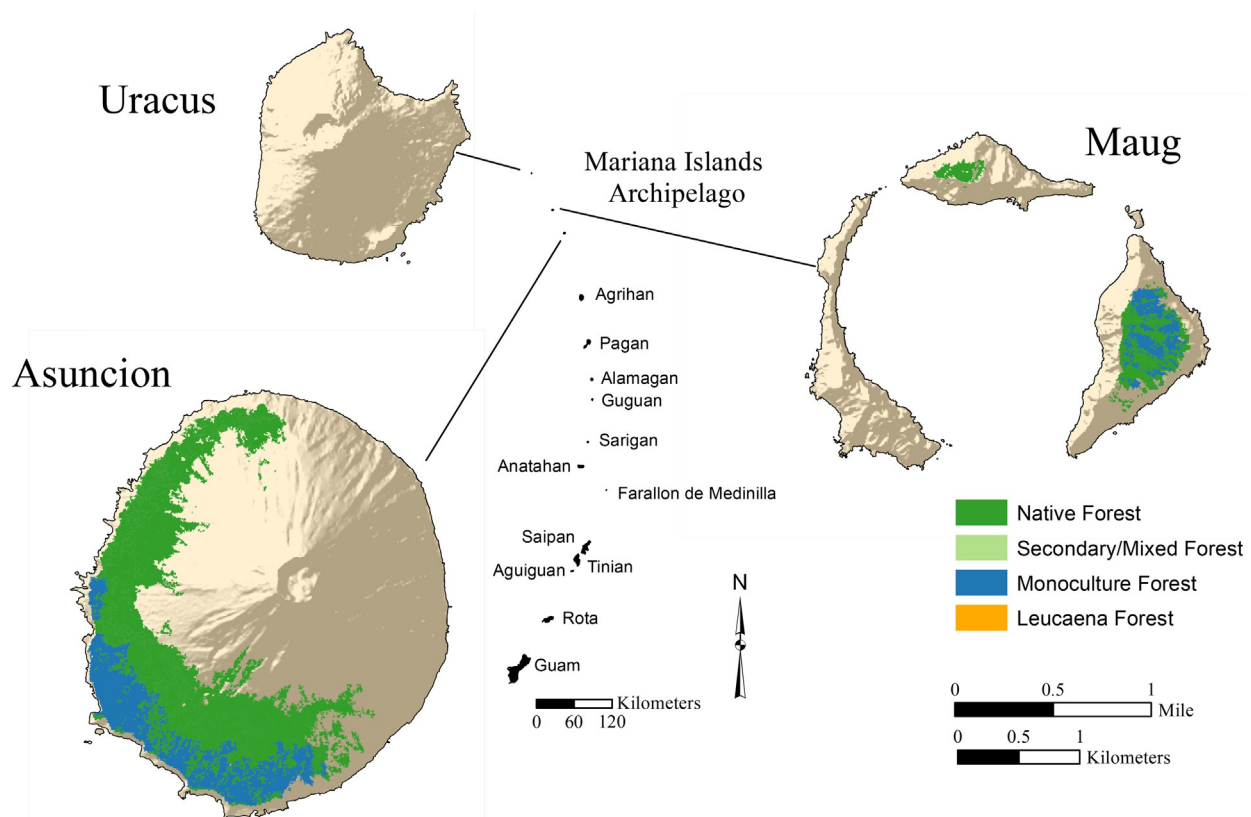 Uracus
Mariana Islands
Archipelago
Maug
Asuncion
Agrihan
Pagan
Alamagan
Guguan
Sarigan
Anatahan
Farallon de Medinilla
Saipan
Tinian
Aguiguan
Rota
Guam
Kilometers
0 60 120
N
Native Forest
Secondary/Mixed Forest
Monoculture Forest
Leucaena Forest
0 0.5 1
Mile
0 0.5 1
Kilometers